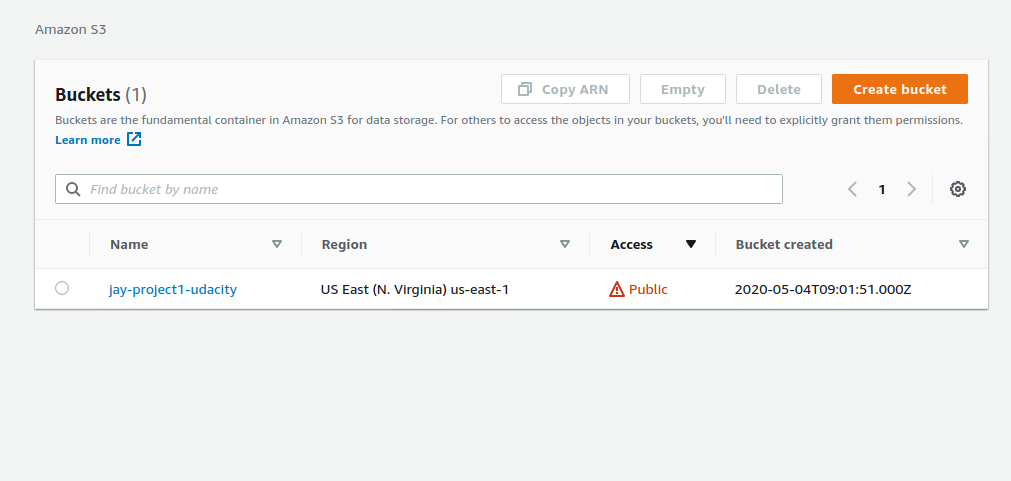 Amazon S3
Buckets (1)
Copy ARN
Empty
Delete
Create bucket
Buckets are the fundamental container in Amazon S3 for data storage. For others to access the objects in your buckets, you'll need to explicitly grant them permissions.
Learn more
Find bucket by name
1
Name Region Access Bucket created
jay-project1-udacity US East (N. Virginia) us-east-1 Public 2020-05-04T09:01:51.000Z